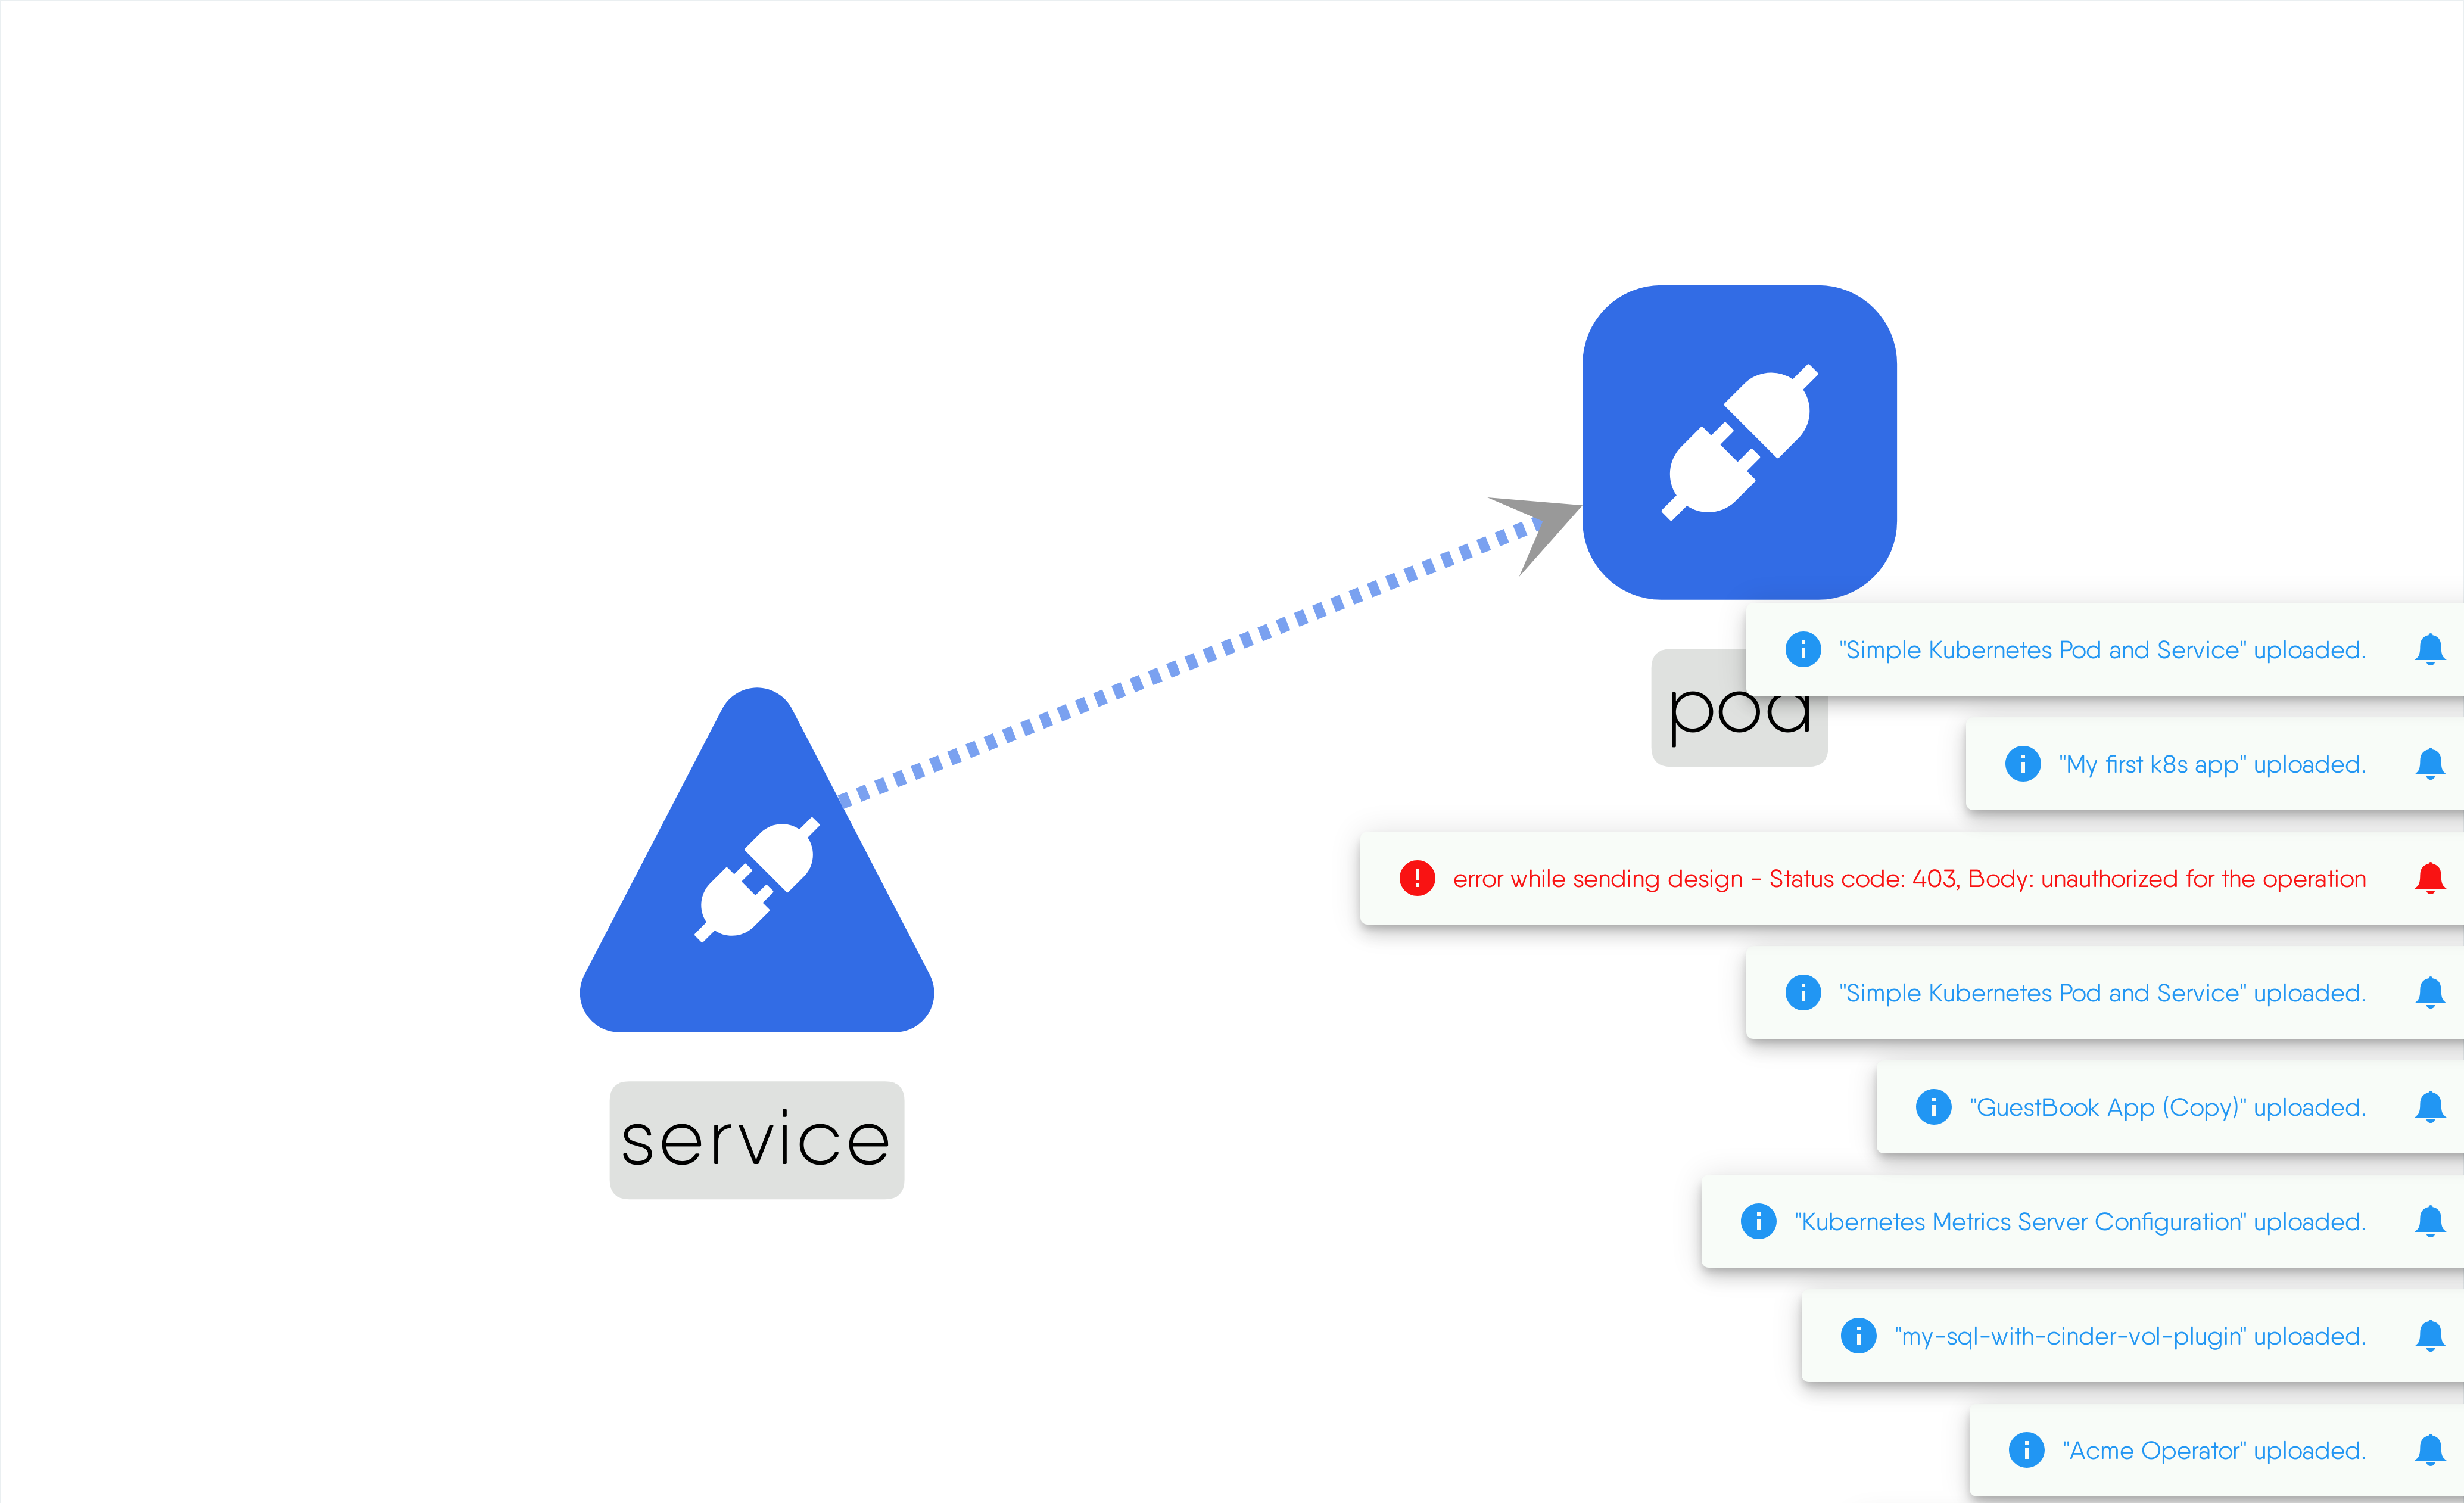 "Simple Kubernetes Pod and Service" uploaded.
pod
"My first k8s app" uploaded.
error while sending design - Status code: 403, Body: unauthorized for the operation
"Simple Kubernetes Pod and Service" uploaded.
"GuestBook App (Copy)" uploaded.
service
"Kubernetes Metrics Server Configuration" uploaded.
"my-sql-with-cinder-vol-plugin" uploaded.
"Acme Operator" uploaded.